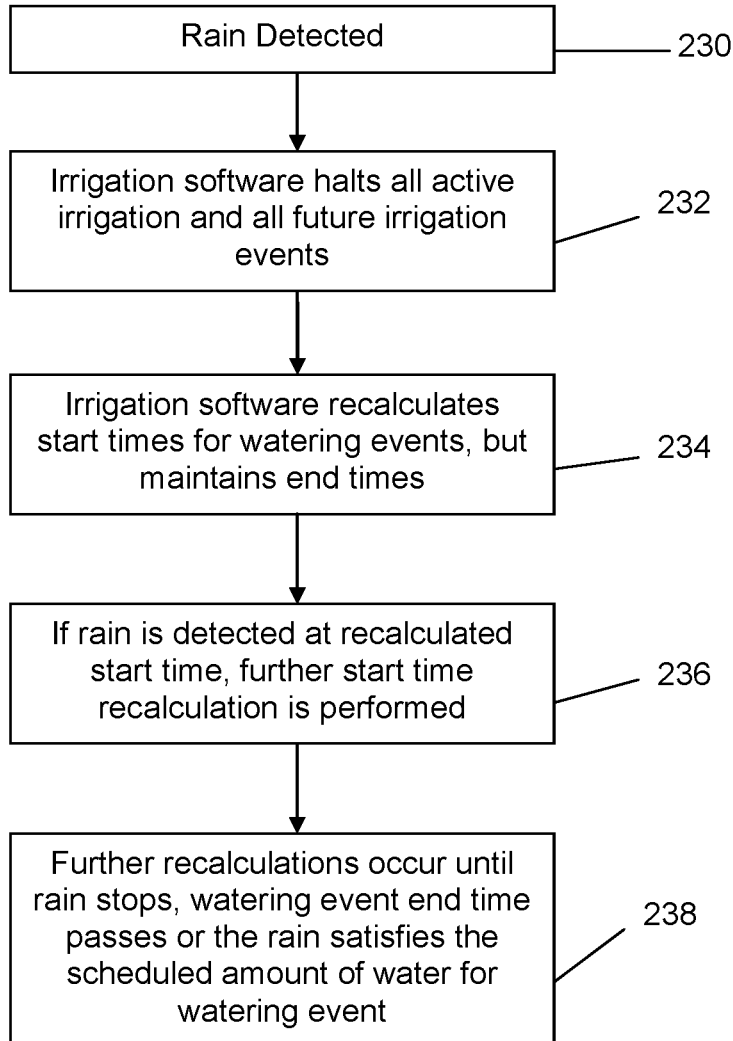 Rain Detected
230
Irrigation software halts all active
irrigation and all future irrigation
events
232
Irrigation software recalculates
start times for watering events, but
maintains end times
234
If rain is detected at recalculated
start time, further start time
recalculation is performed
236
Further recalculations occur until
rain stops, watering event end time
passes or the rain satisfies the
scheduled amount of water for
watering event
238